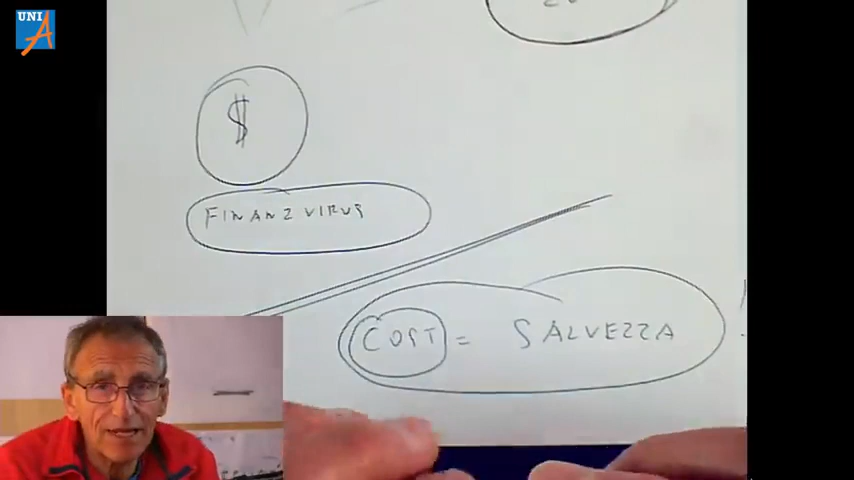 UNI
A
$
FINANZVIRUS
COST = SALVEZZA